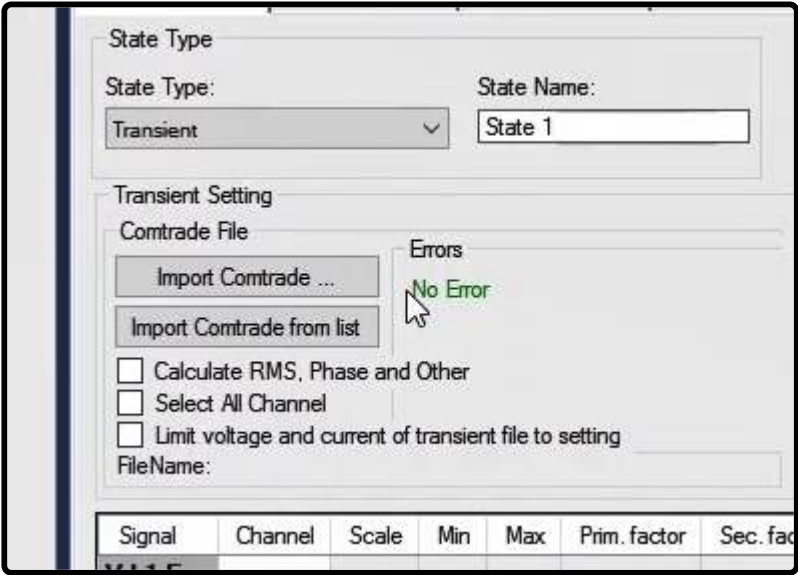 State Type
State Type: State Name:
Transient State 1
Transient Setting
Comtrade File
Errors
Import Comtrade ...
No Error
Import Comtrade from list
Calculate RMS, Phase and Other
Select All Channel
Limit voltage and current of transient file to setting
FileName:
Signal Channel Scale Min Max Prim. factor Sec. fac